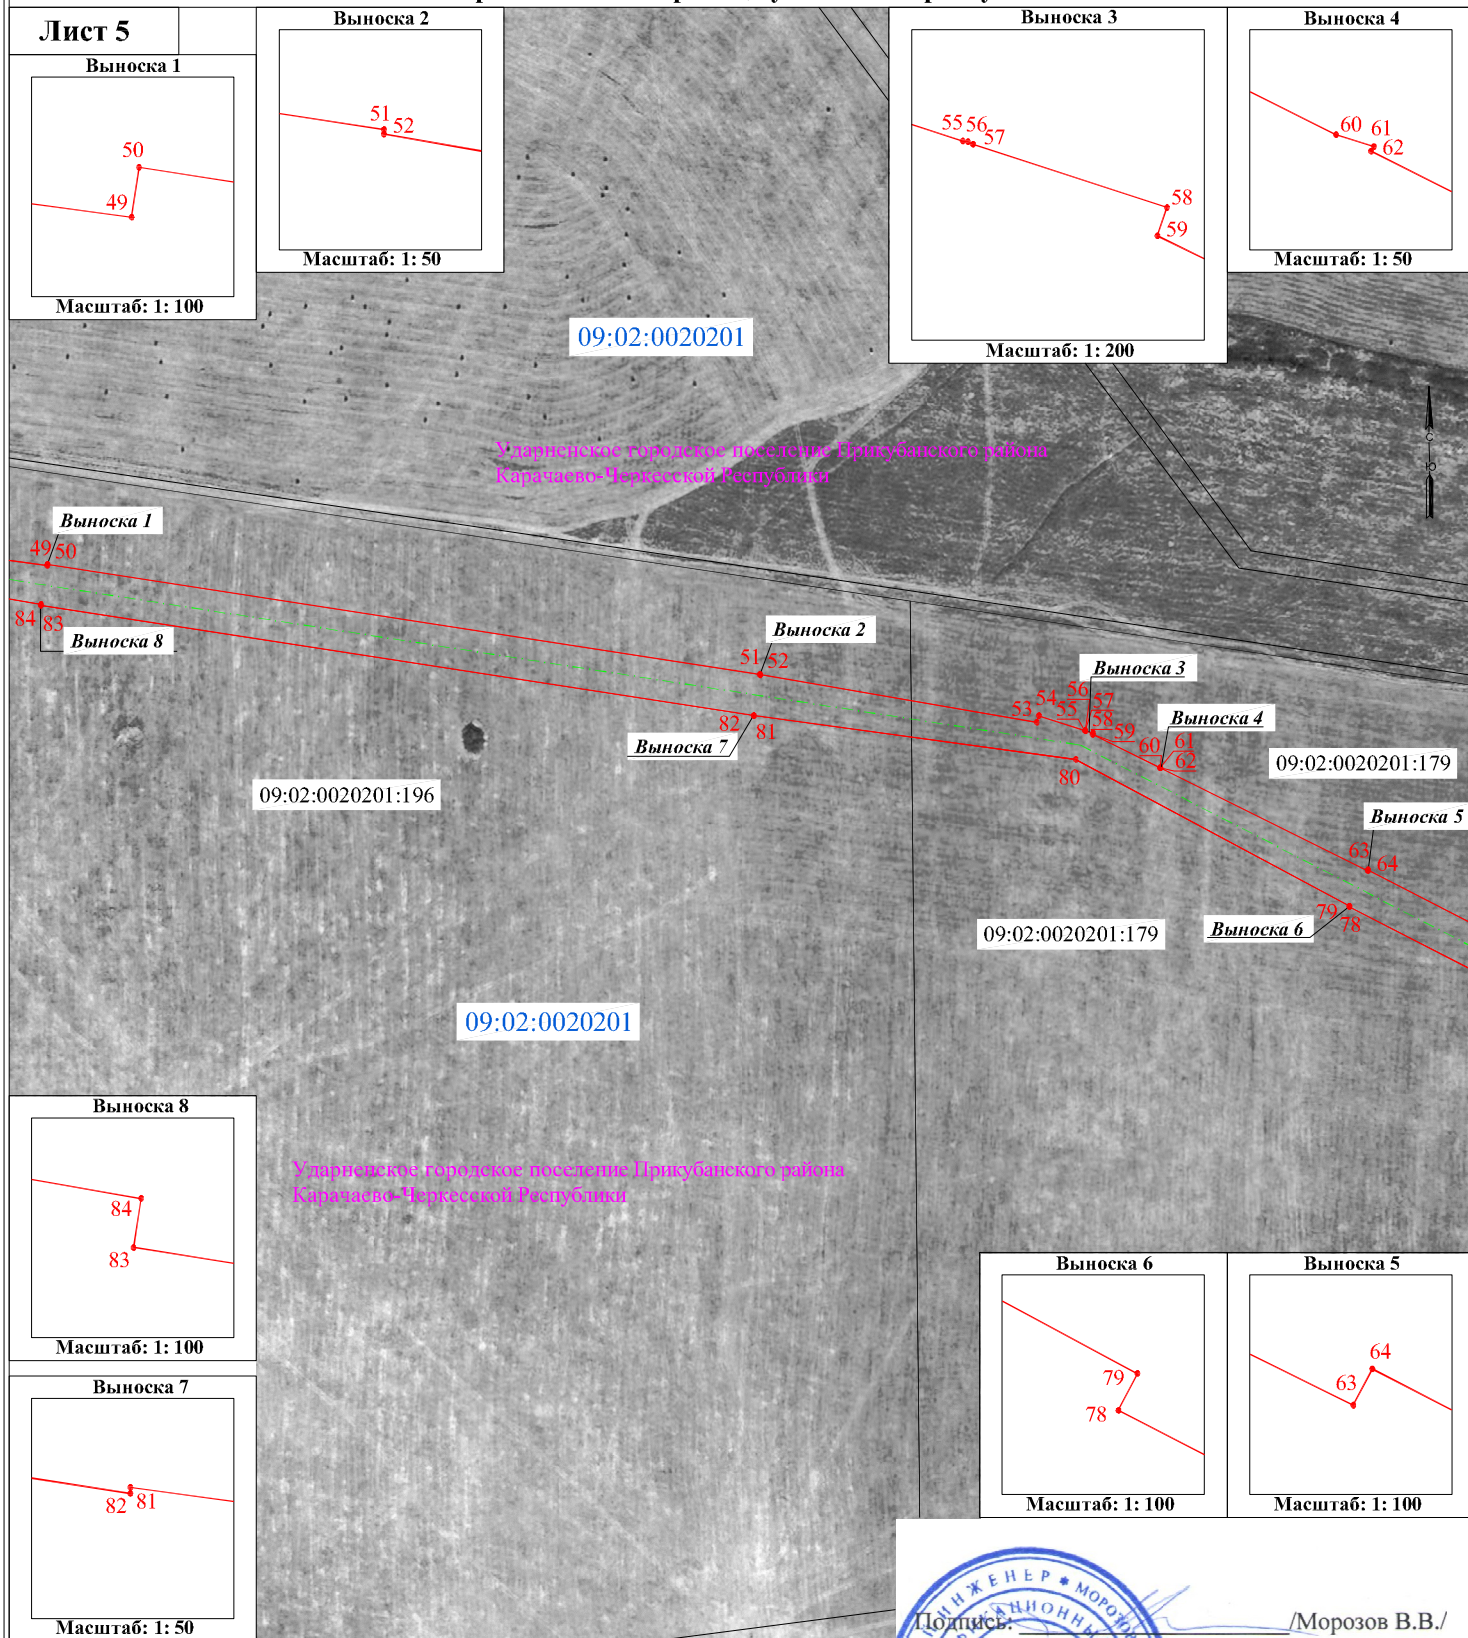 Лист 5
Выноска 1
50
49
Масштаб: 1: 100
Выноска 2
51
52
Масштаб: 1: 50
Выноска 3
55 56
57
58
59
Масштаб: 1: 200
Выноска 4
60
61
62
Масштаб: 1: 50
09:02:0020201
Ударненское городское поселение Прикубанского района
Карачаево-Черкесской Республики
С
Ю
Выноска 1
49 50
84 83
Выноска 8
Выноска 2
51 52
82 81
Выноска 7
Выноска 3
53
54
55
56
57
58
59
60
61
62
Выноска 4
80
09:02:0020201:179
09:02:0020201:196
Выноска 5
63
64
79
78
Выноска 6
09:02:0020201:179
09:02:0020201
Выноска 8
84
83
Масштаб: 1: 100
Ударненское городское поселение Прикубанского района
Карачаево-Черкесской Республики
Выноска 6
79
78
Масштаб: 1: 100
Выноска 5
64
63
Масштаб: 1: 100
Выноска 7
82 81
Масштаб: 1: 50
ИНЖЕНЕР * МОРОЗОВ
Подпись: /Морозов В.В./